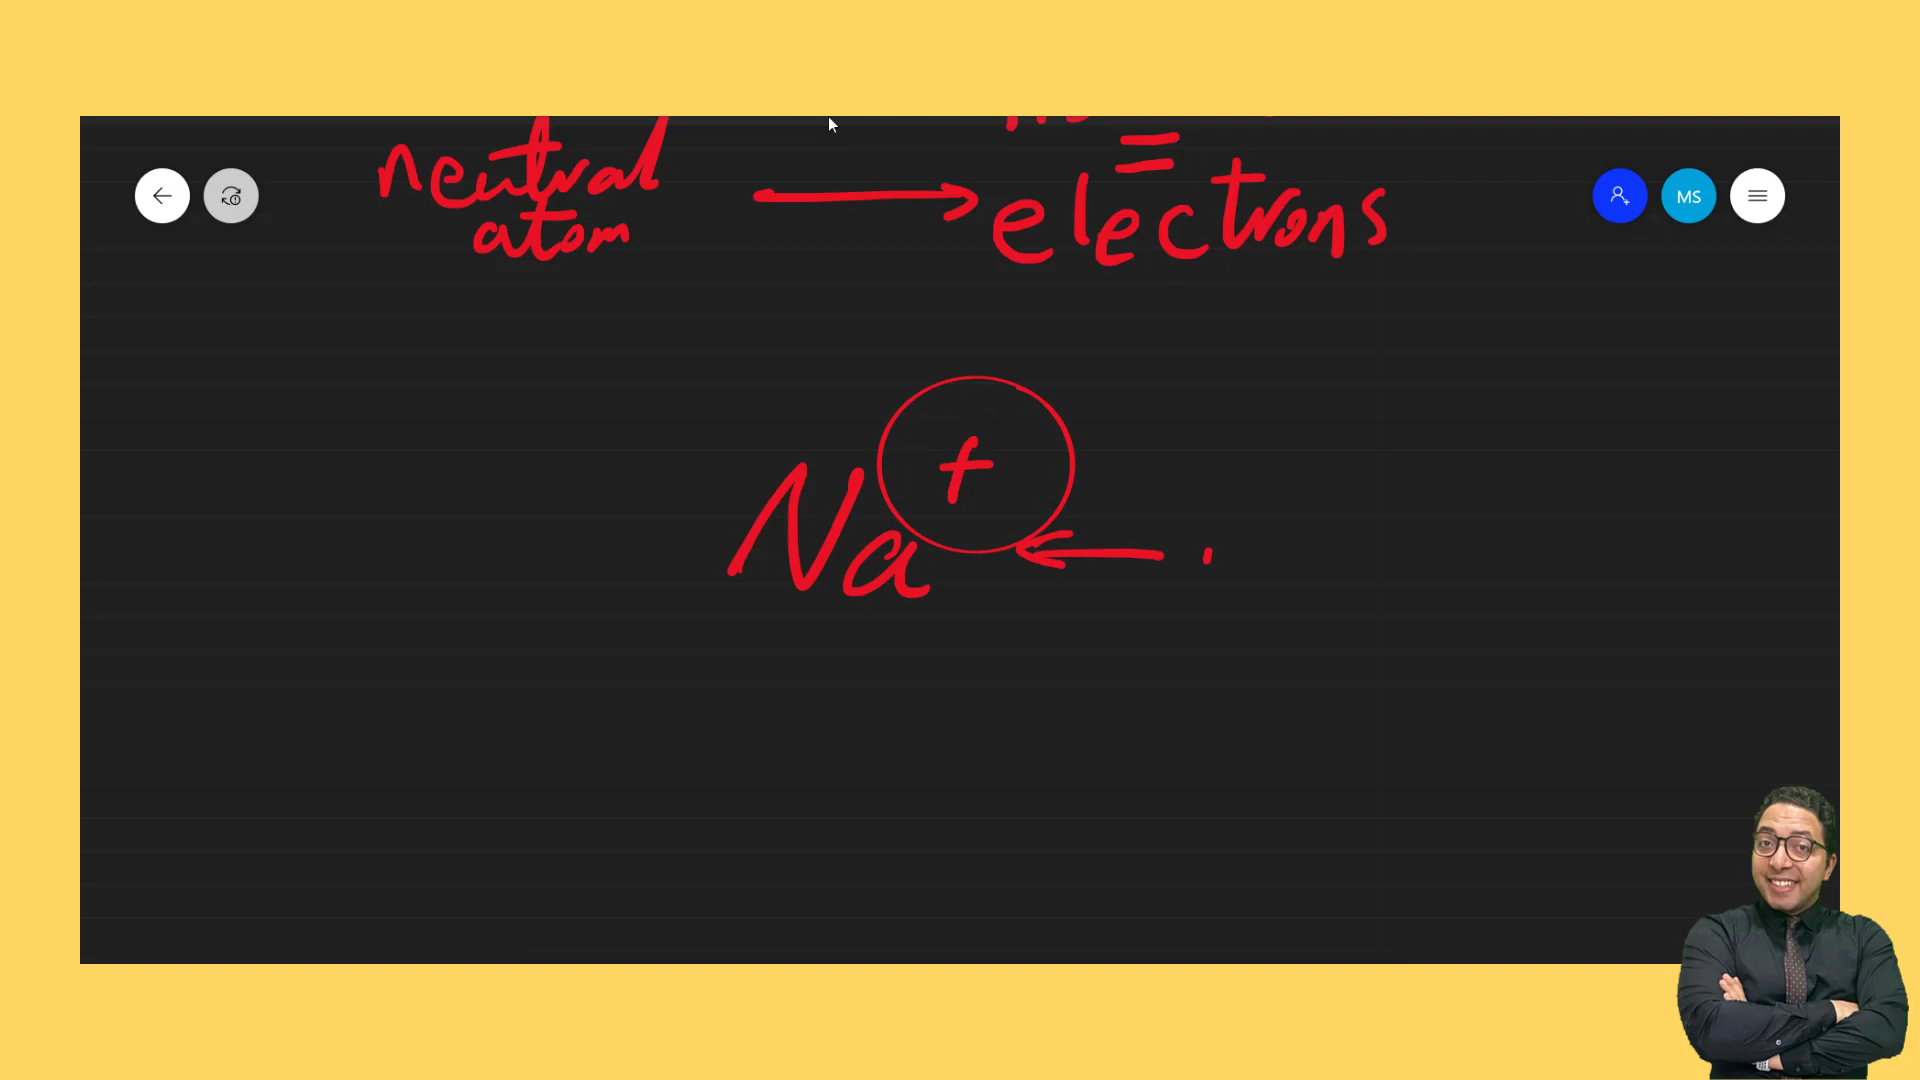 neutral
atom
=
electrons
MS
Na+